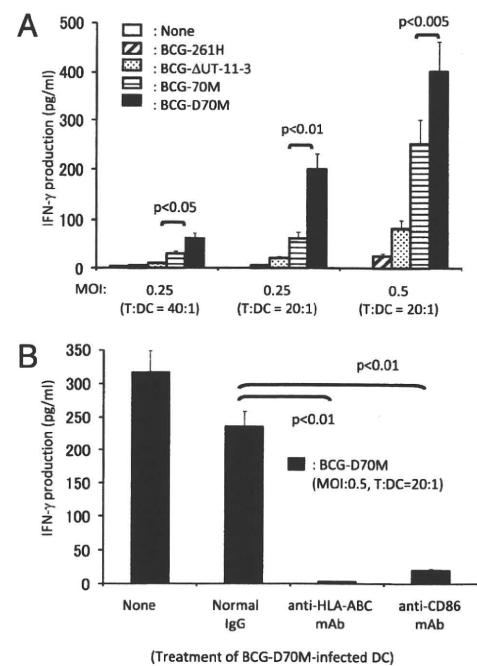 A
IFN-γ production (pg/ml)
500
400
300
200
100
0
: None
: BCG-261H
: BCG-ΔUT-11-3
: BCG-70M
: BCG-D70M
p<0.05
p<0.01
p<0.005
MOI: 0.25 0.25 0.5
(T:DC = 40:1) (T:DC = 20:1) (T:DC = 20:1)
B
IFN-γ production (pg/ml)
350
300
250
200
150
100
50
0
p<0.01
p<0.01
: BCG-D70M
(MOI:0.5, T:DC=20:1)
None Normal anti-HLA-ABC anti-CD86
IgG mAb mAb
(Treatment of BCG-D70M-infected DC)